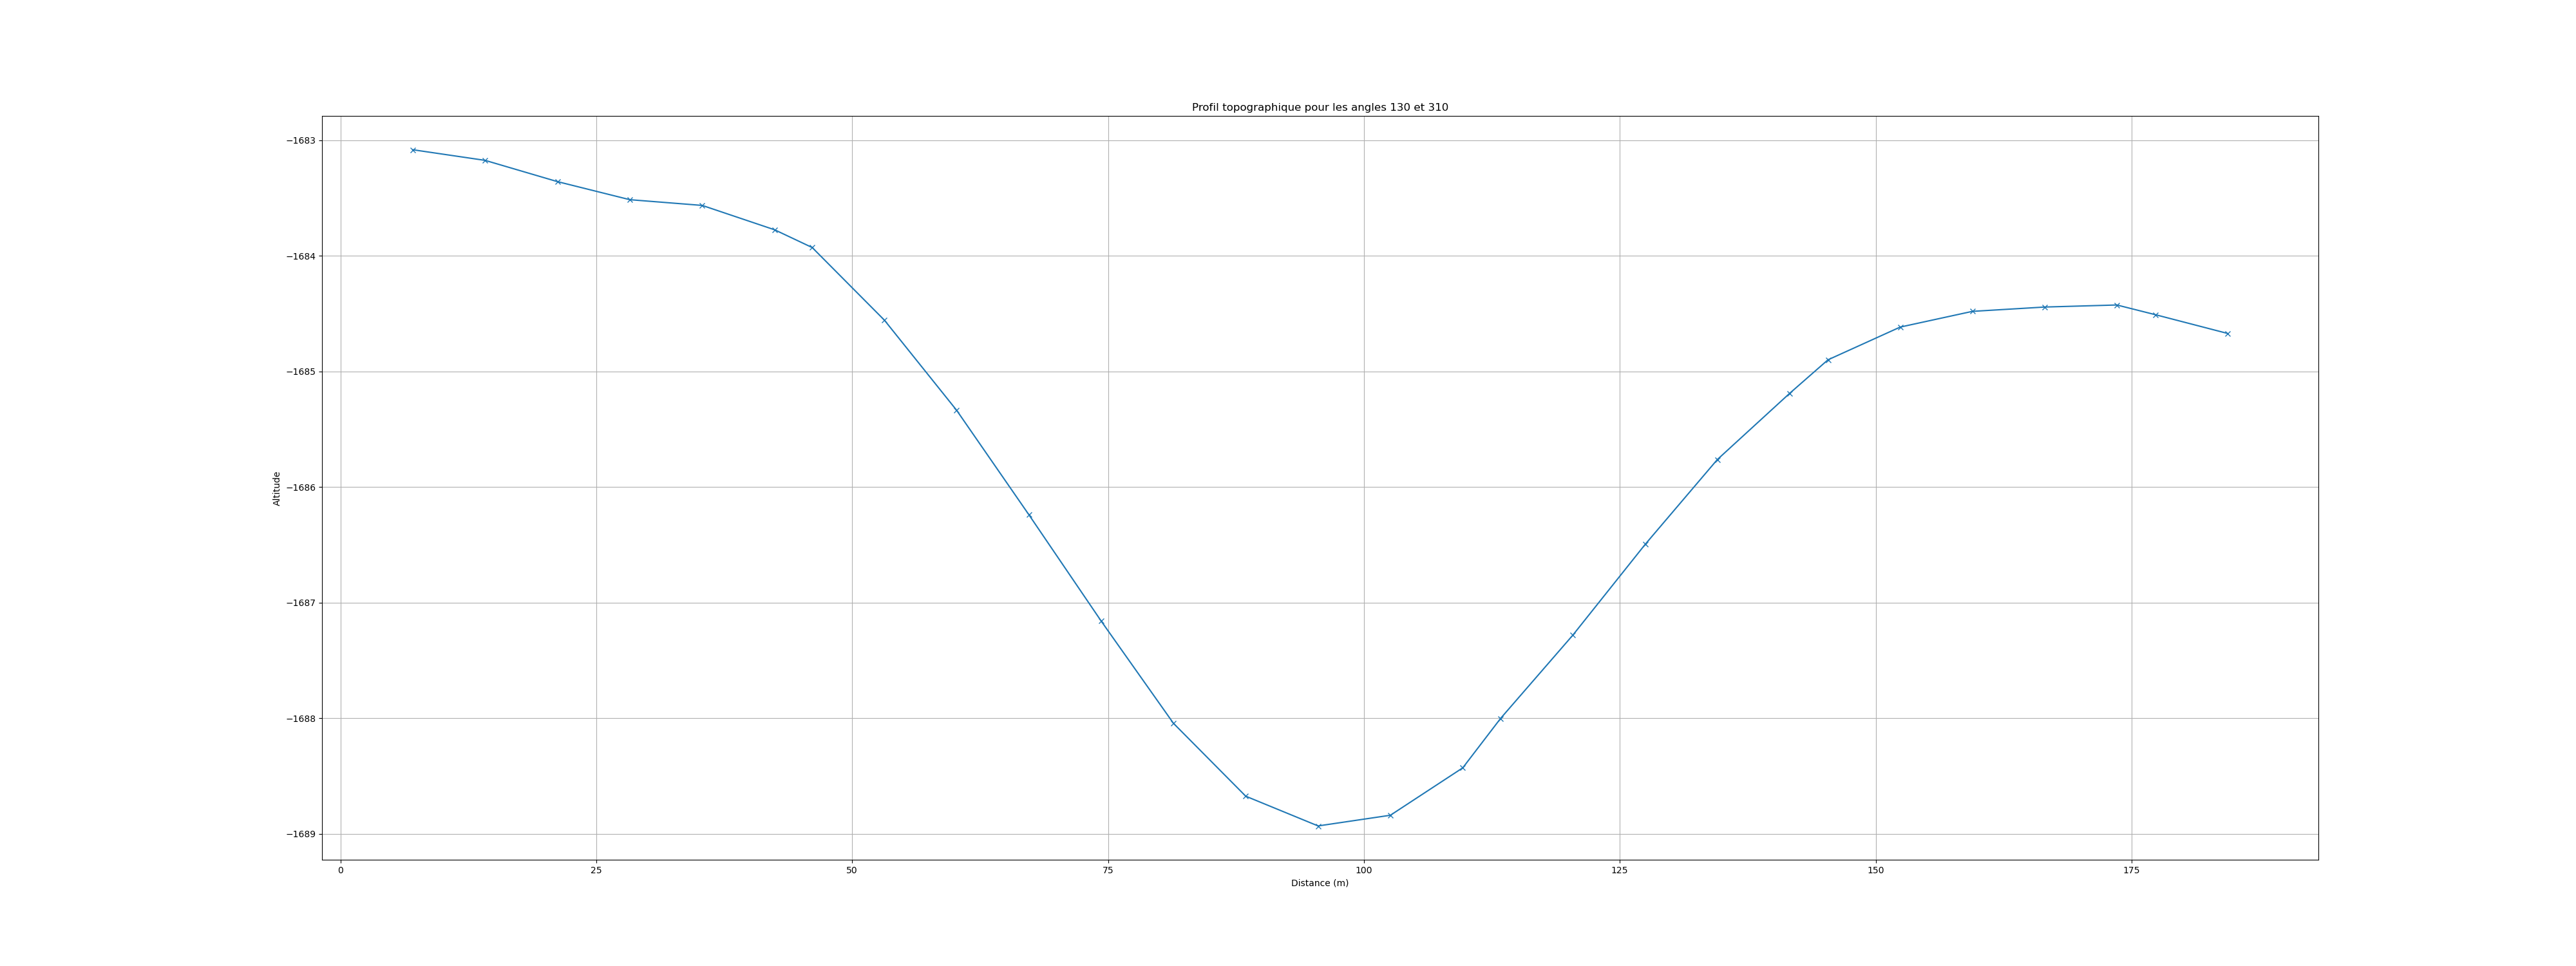 Profil topographique pour les angles 130 et 310
−1683
−1684
−1685
−1686
−1687
−1688
−1689
Altitude
0 25 50 75 100 125 150 175
Distance (m)